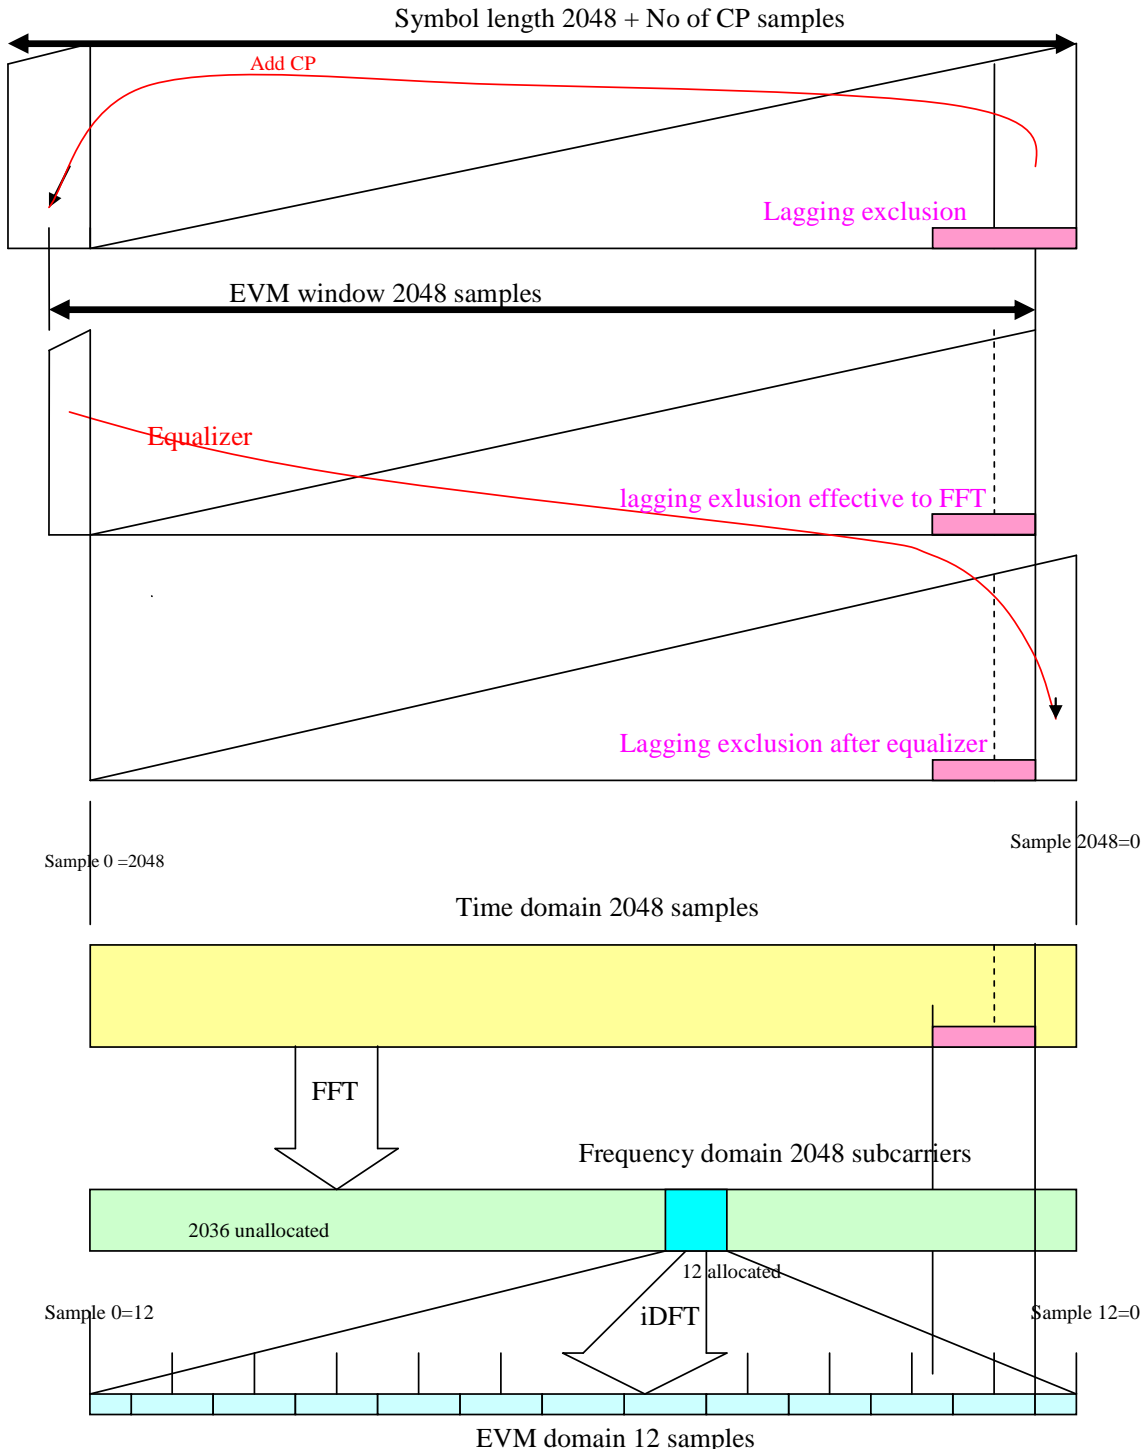 Symbol length 2048 + No of CP samples
Add CP
Lagging exclusion
EVM window 2048 samples
Equalizer
lagging exlusion effective to FFT
Lagging exclusion after equalizer
Sample 2048=0
Sample 0 =2048
Time domain 2048 samples
FFT
Frequency domain 2048 subcarriers
2036 unallocated
12 allocated
Sample 0=12
iDFT
Sample 12=0
EVM domain 12 samples